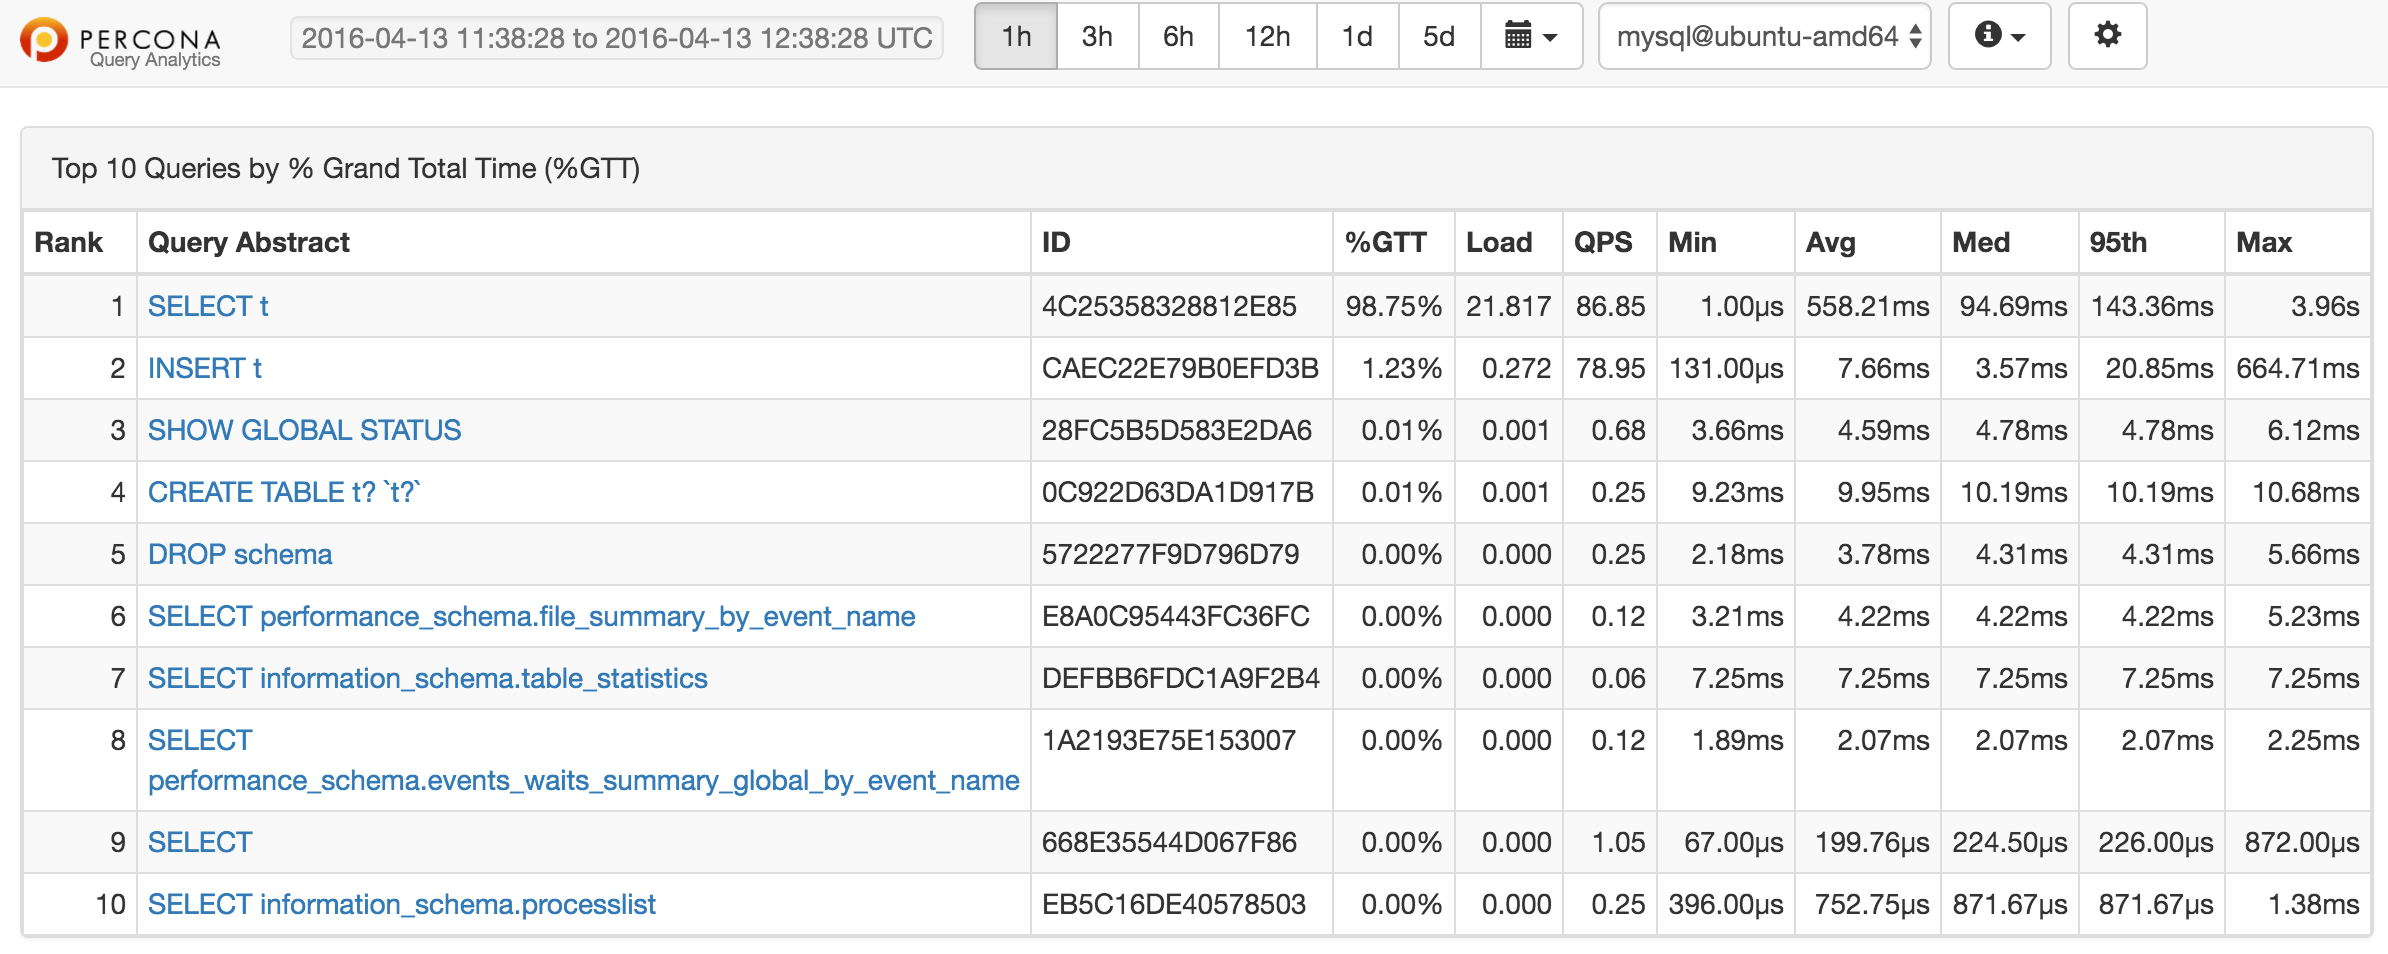 PERCONA
Query Analytics
2016-04-13 11:38:28 to 2016-04-13 12:38:28 UTC
1h 3h 6h 12h 1d 5d
mysql@ubuntu-amd64
Top 10 Queries by % Grand Total Time (%GTT)
Rank Query Abstract ID %GTT Load QPS Min Avg Med 95th Max
1 SELECT t 4C25358328812E85 98.75% 21.817 86.85 1.00µs 558.21ms 94.69ms 143.36ms 3.96s
2 INSERT t CAEC22E79B0EFD3B 1.23% 0.272 78.95 131.00µs 7.66ms 3.57ms 20.85ms 664.71ms
3 SHOW GLOBAL STATUS 28FC5B5D583E2DA6 0.01% 0.001 0.68 3.66ms 4.59ms 4.78ms 4.78ms 6.12ms
4 CREATE TABLE t? `t?` 0C922D63DA1D917B 0.01% 0.001 0.25 9.23ms 9.95ms 10.19ms 10.19ms 10.68ms
5 DROP schema 5722277F9D796D79 0.00% 0.000 0.25 2.18ms 3.78ms 4.31ms 4.31ms 5.66ms
6 SELECT performance_schema.file_summary_by_event_name E8A0C95443FC36FC 0.00% 0.000 0.12 3.21ms 4.22ms 4.22ms 4.22ms 5.23ms
7 SELECT information_schema.table_statistics DEFBB6FDC1A9F2B4 0.00% 0.000 0.06 7.25ms 7.25ms 7.25ms 7.25ms 7.25ms
8 SELECT 1A2193E75E153007 0.00% 0.000 0.12 1.89ms 2.07ms 2.07ms 2.07ms 2.25ms
performance_schema.events_waits_summary_global_by_event_name
9 SELECT 668E35544D067F86 0.00% 0.000 1.05 67.00µs 199.76µs 224.50µs 226.00µs 872.00µs
10 SELECT information_schema.processlist EB5C16DE40578503 0.00% 0.000 0.25 396.00µs 752.75µs 871.67µs 871.67µs 1.38ms